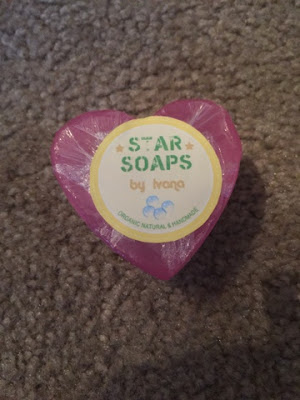 STAR
SOAPS
by Ivana
ORGANIC NATURAL & HANDMADE